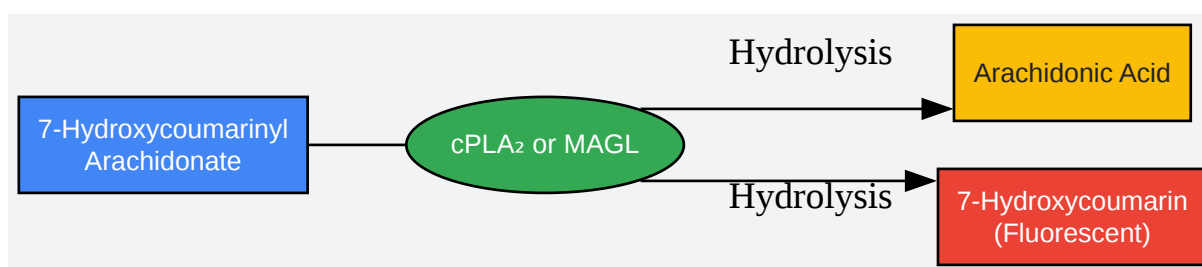 7-Hydroxycoumarinyl
Arachidonate
cPLA₂ or MAGL
Hydrolysis
Arachidonic Acid
Hydrolysis
7-Hydroxycoumarin
(Fluorescent)